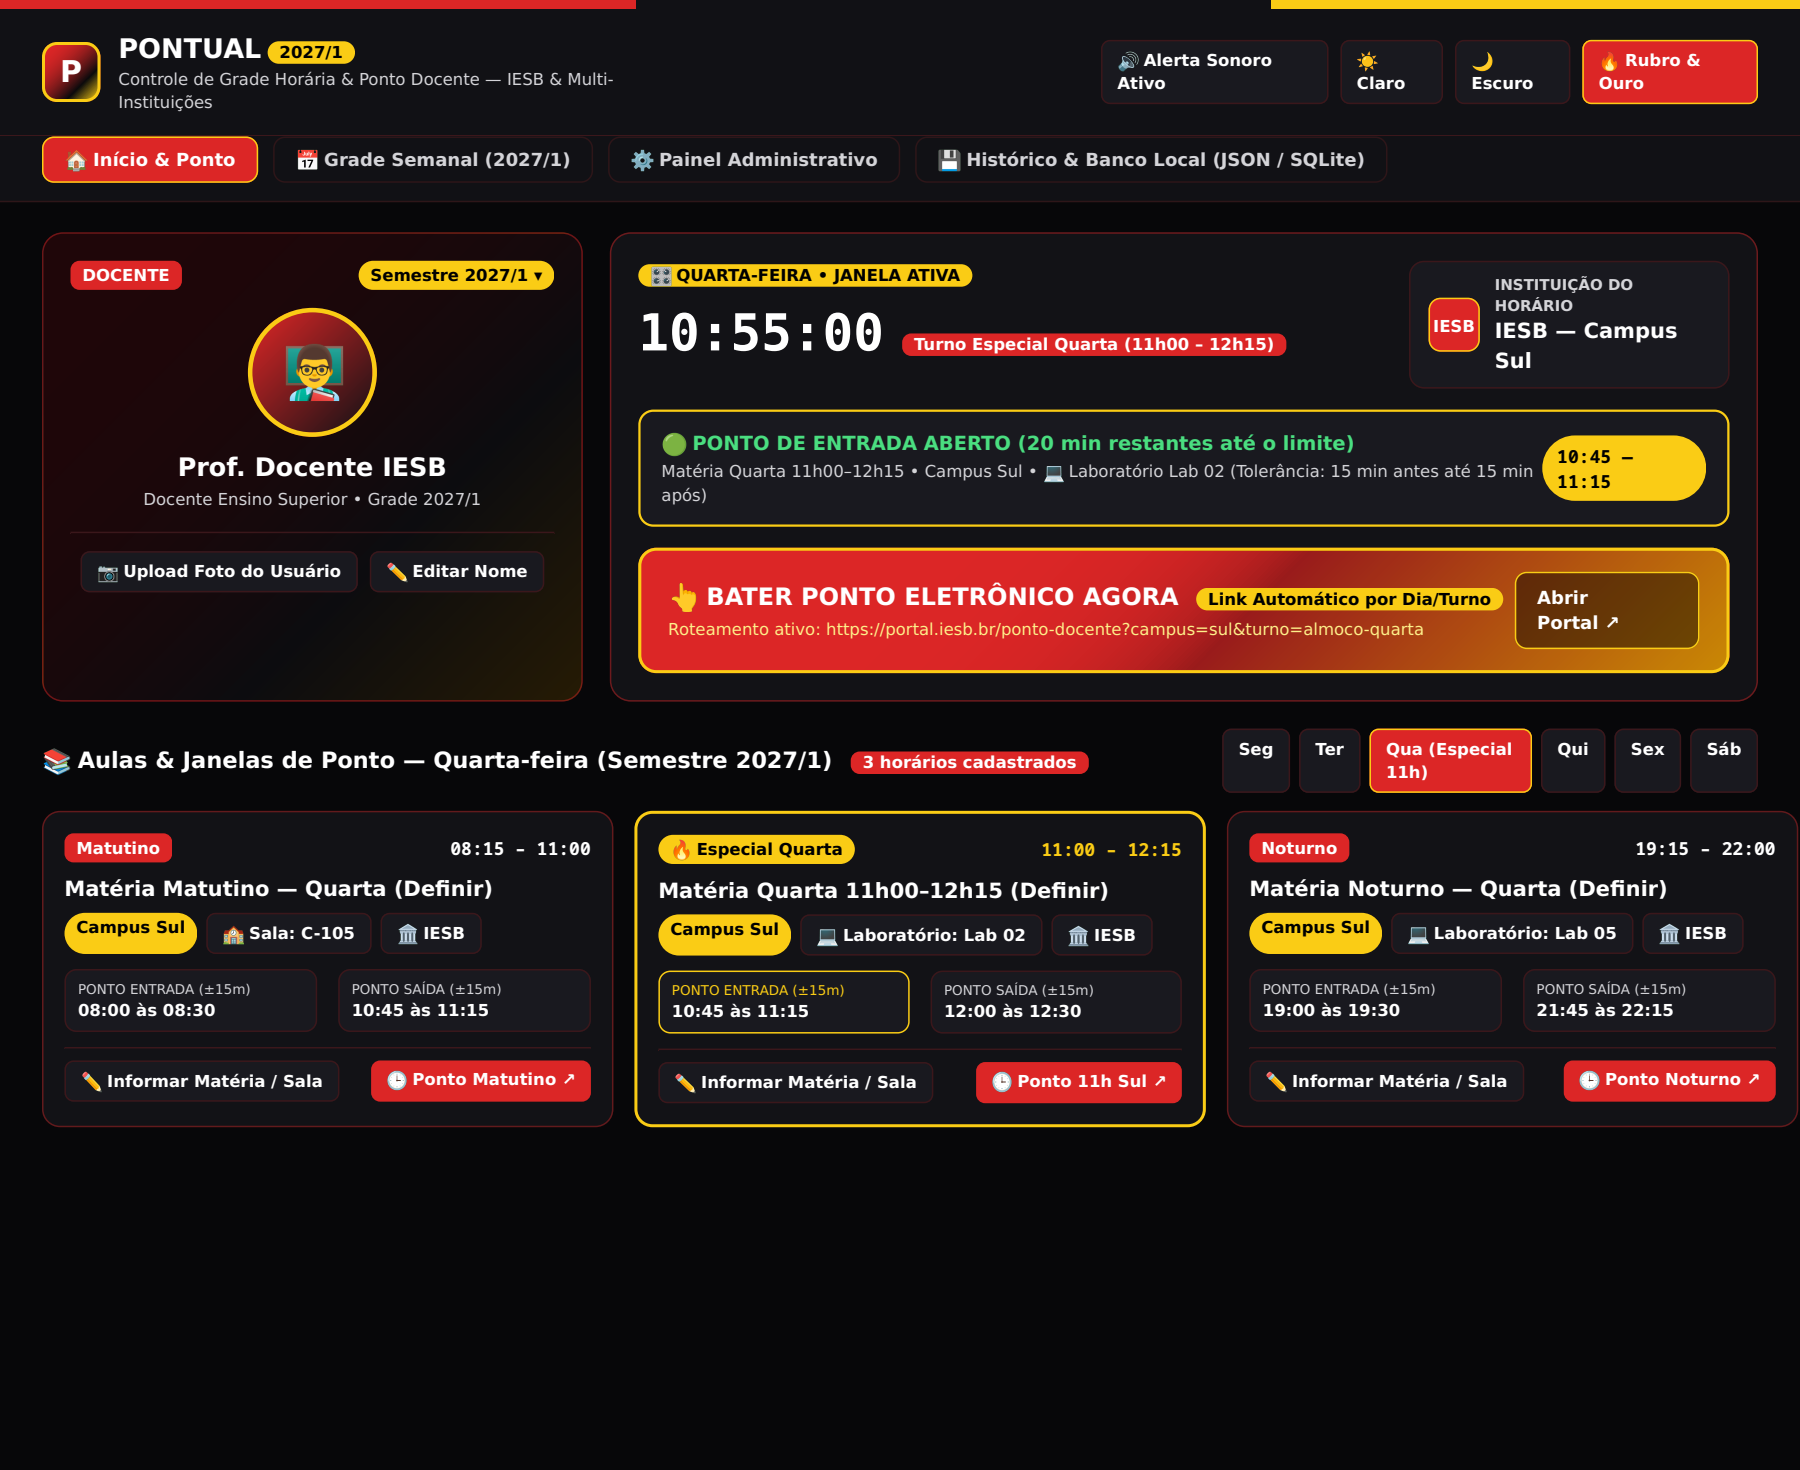 P
PONTUAL 2027/1
Controle de Grade Horária & Ponto Docente — IESB & Multi-
Instituições
🔊 Alerta Sonoro
Ativo
☀️
Claro
🌙
Escuro
🔥 Rubro &
Ouro
🏠 Início & Ponto
📅 Grade Semanal (2027/1)
⚙️ Painel Administrativo
💾 Histórico & Banco Local (JSON / SQLite)
DOCENTE
Semestre 2027/1 ▾
Prof. Docente IESB
Docente Ensino Superior • Grade 2027/1
📷 Upload Foto do Usuário
✏️ Editar Nome
🎛️ QUARTA-FEIRA • JANELA ATIVA
10:55:00 Turno Especial Quarta (11h00 – 12h15)
IESB
INSTITUIÇÃO DO
HORÁRIO
IESB — Campus
Sul
🟢 PONTO DE ENTRADA ABERTO (20 min restantes até o limite)
Matéria Quarta 11h00–12h15 • Campus Sul • 💻 Laboratório Lab 02 (Tolerância: 15 min antes até 15 min
após)
10:45 —
11:15
👆 BATER PONTO ELETRÔNICO AGORA Link Automático por Dia/Turno
Roteamento ativo: https://portal.iesb.br/ponto-docente?campus=sul&turno=almoco-quarta
Abrir
Portal ↗
📚 Aulas & Janelas de Ponto — Quarta-feira (Semestre 2027/1) 3 horários cadastrados
Seg
Ter
Qua (Especial
11h)
Qui
Sex
Sáb
Matutino
08:15 – 11:00
Matéria Matutino — Quarta (Definir)
Campus Sul
🏫 Sala: C-105
🏛️ IESB
PONTO ENTRADA (±15m)
08:00 às 08:30
PONTO SAÍDA (±15m)
10:45 às 11:15
✏️ Informar Matéria / Sala
🕒 Ponto Matutino ↗
🔥 Especial Quarta
11:00 – 12:15
Matéria Quarta 11h00–12h15 (Definir)
Campus Sul
💻 Laboratório: Lab 02
🏛️ IESB
PONTO ENTRADA (±15m)
10:45 às 11:15
PONTO SAÍDA (±15m)
12:00 às 12:30
✏️ Informar Matéria / Sala
🕒 Ponto 11h Sul ↗
Noturno
19:15 – 22:00
Matéria Noturno — Quarta (Definir)
Campus Sul
💻 Laboratório: Lab 05
🏛️ IESB
PONTO ENTRADA (±15m)
19:00 às 19:30
PONTO SAÍDA (±15m)
21:45 às 22:15
✏️ Informar Matéria / Sala
🕒 Ponto Noturno ↗